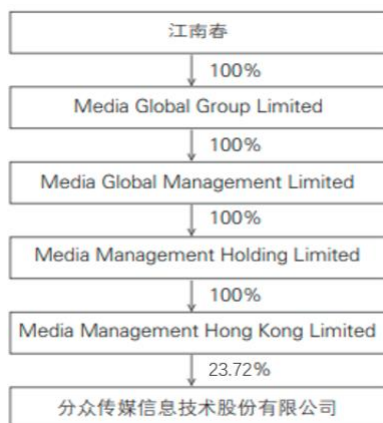 江南春
100%
Media Global Group Limited
100%
Media Global Management Limited
100%
Media Management Holding Limited
100%
Media Management Hong Kong Limited
23.72%
分众传媒信息技术股份有限公司